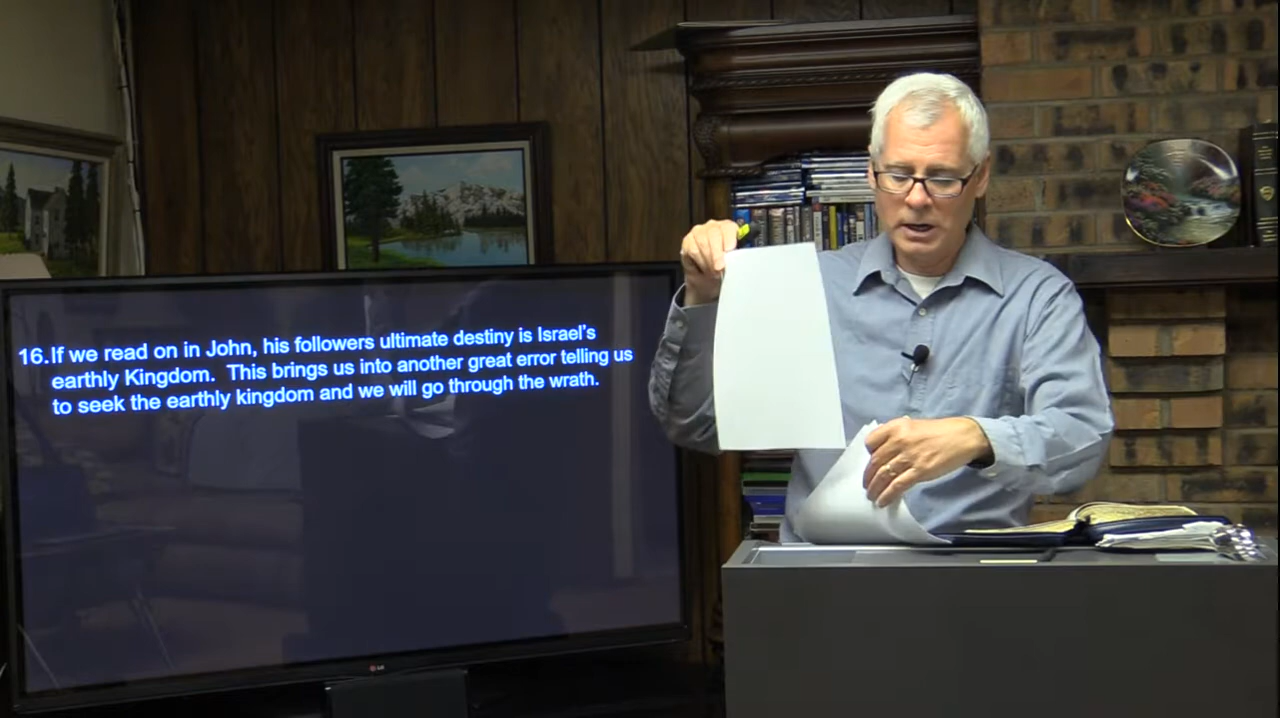 16. If we read on in John, his followers ultimate destiny is Israel's
earthly Kingdom. This brings us into another great error telling us
to seek the earthly kingdom and we will go through the wrath.
LG